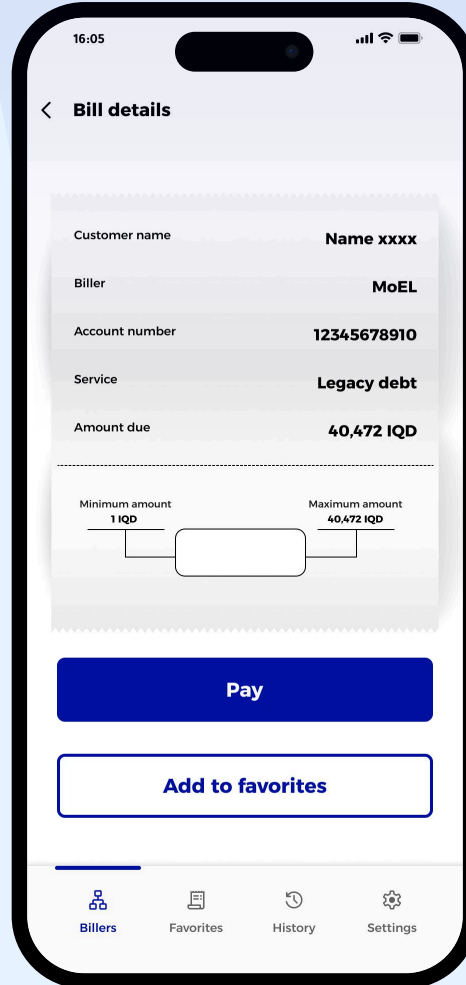 16:05
Bill details
Customer name Name xxxx
Biller MoEL
Account number 12345678910
Service Legacy debt
Amount due 40,472 IQD
Minimum amount Maximum amount
1 IQD 40,472 IQD
Pay
Add to favorites
Billers Favorites History Settings